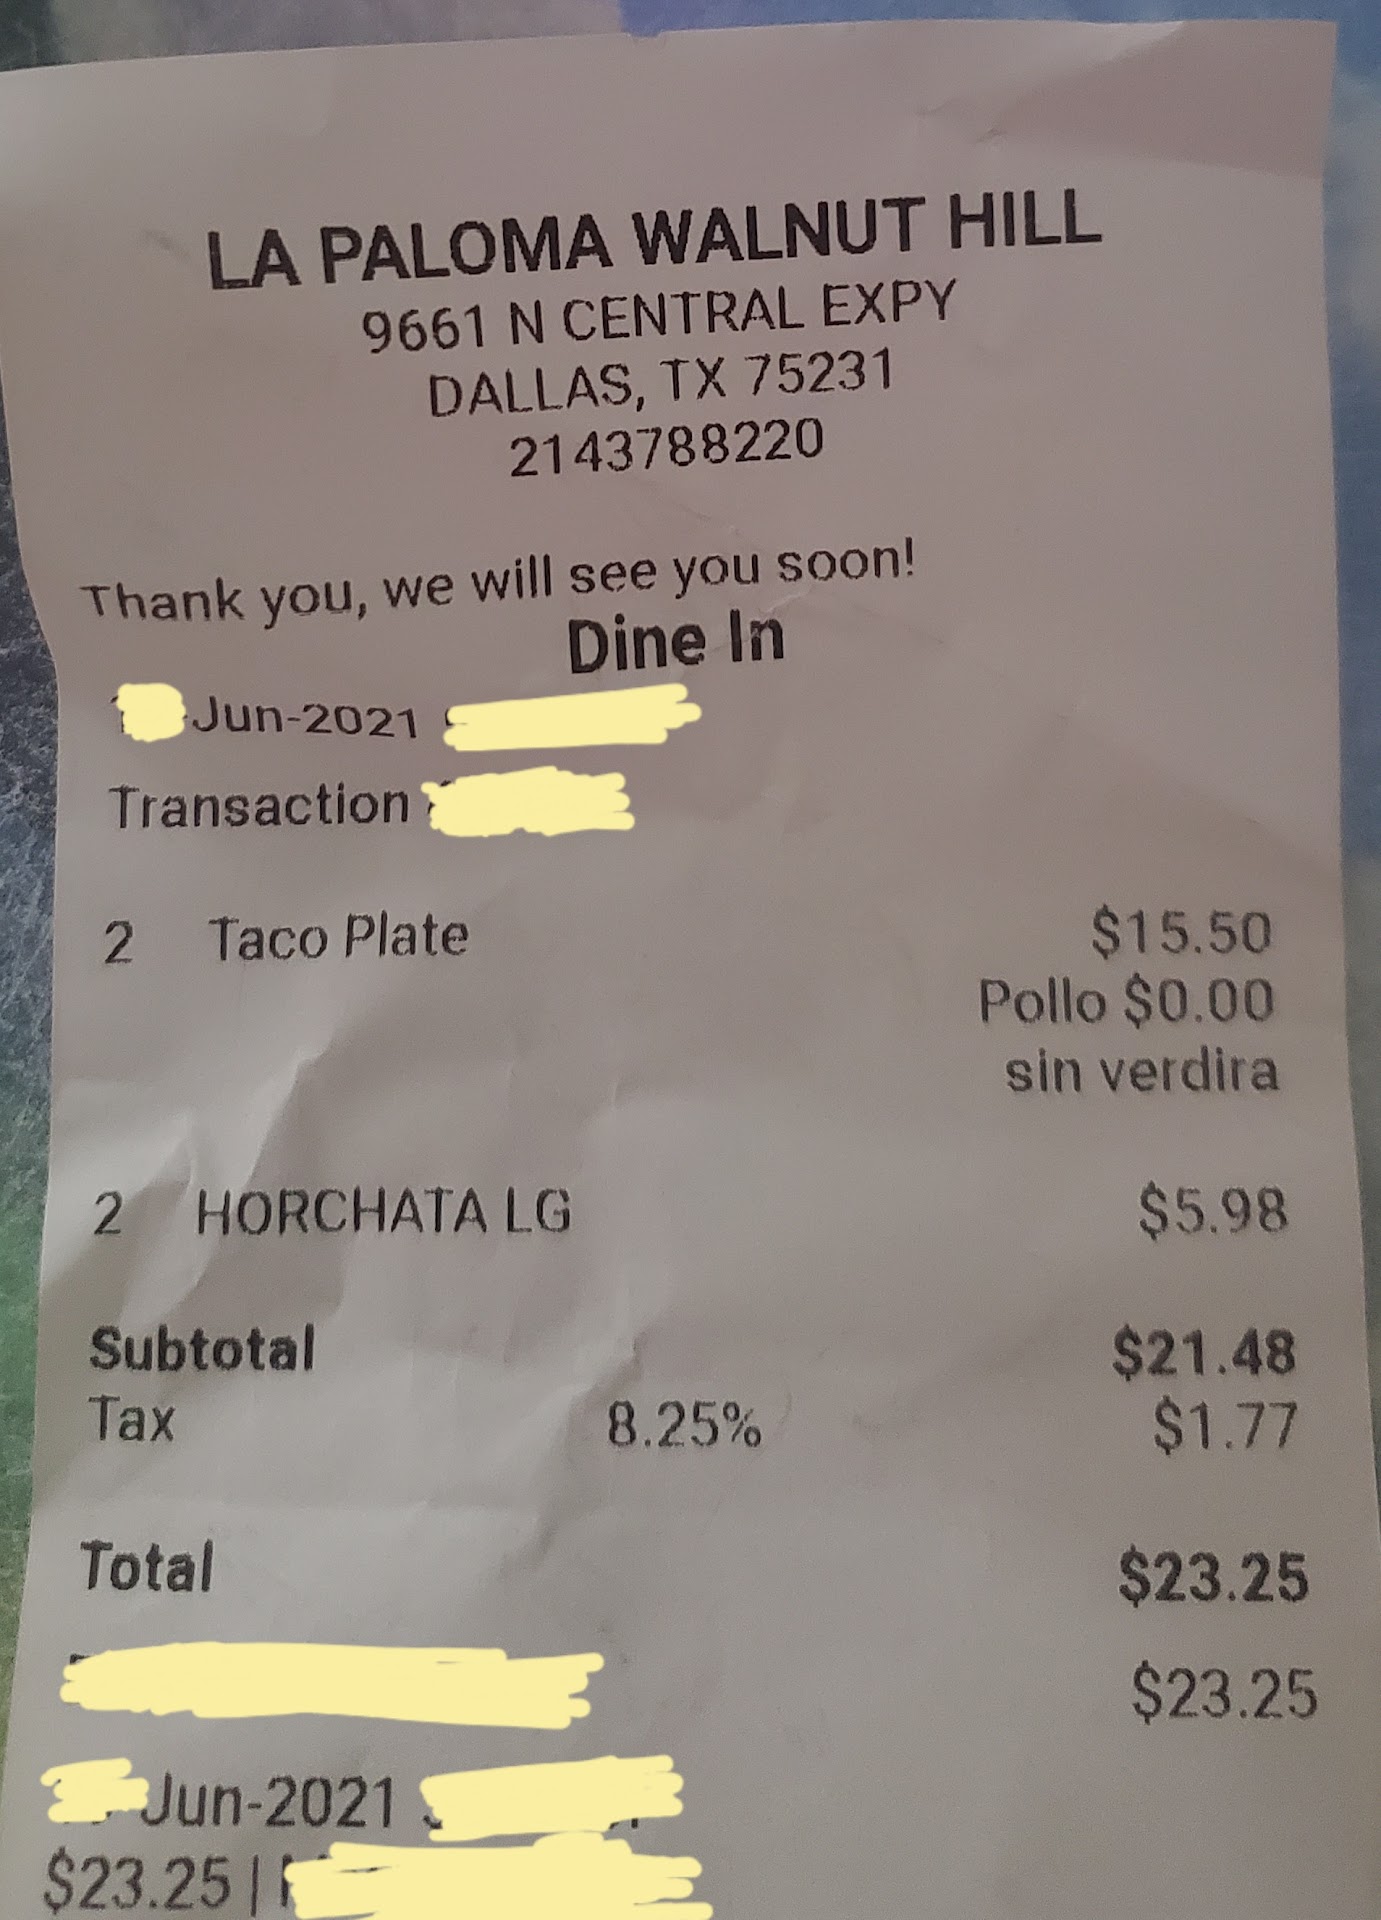 LA PALOMA WALNUT HILL
9661 N CENTRAL EXPY
DALLAS, TX 75231
2143788220
Thank you, we will see you soon!
Dine In
Jun-2021
Transaction
2 Taco Plate $15.50
Pollo $0.00
sin verdira
2 HORCHATA LG $5.98
Subtotal $21.48
Tax 8.25% $1.77
Total $23.25
$23.25
Jun-2021
$23.25 |